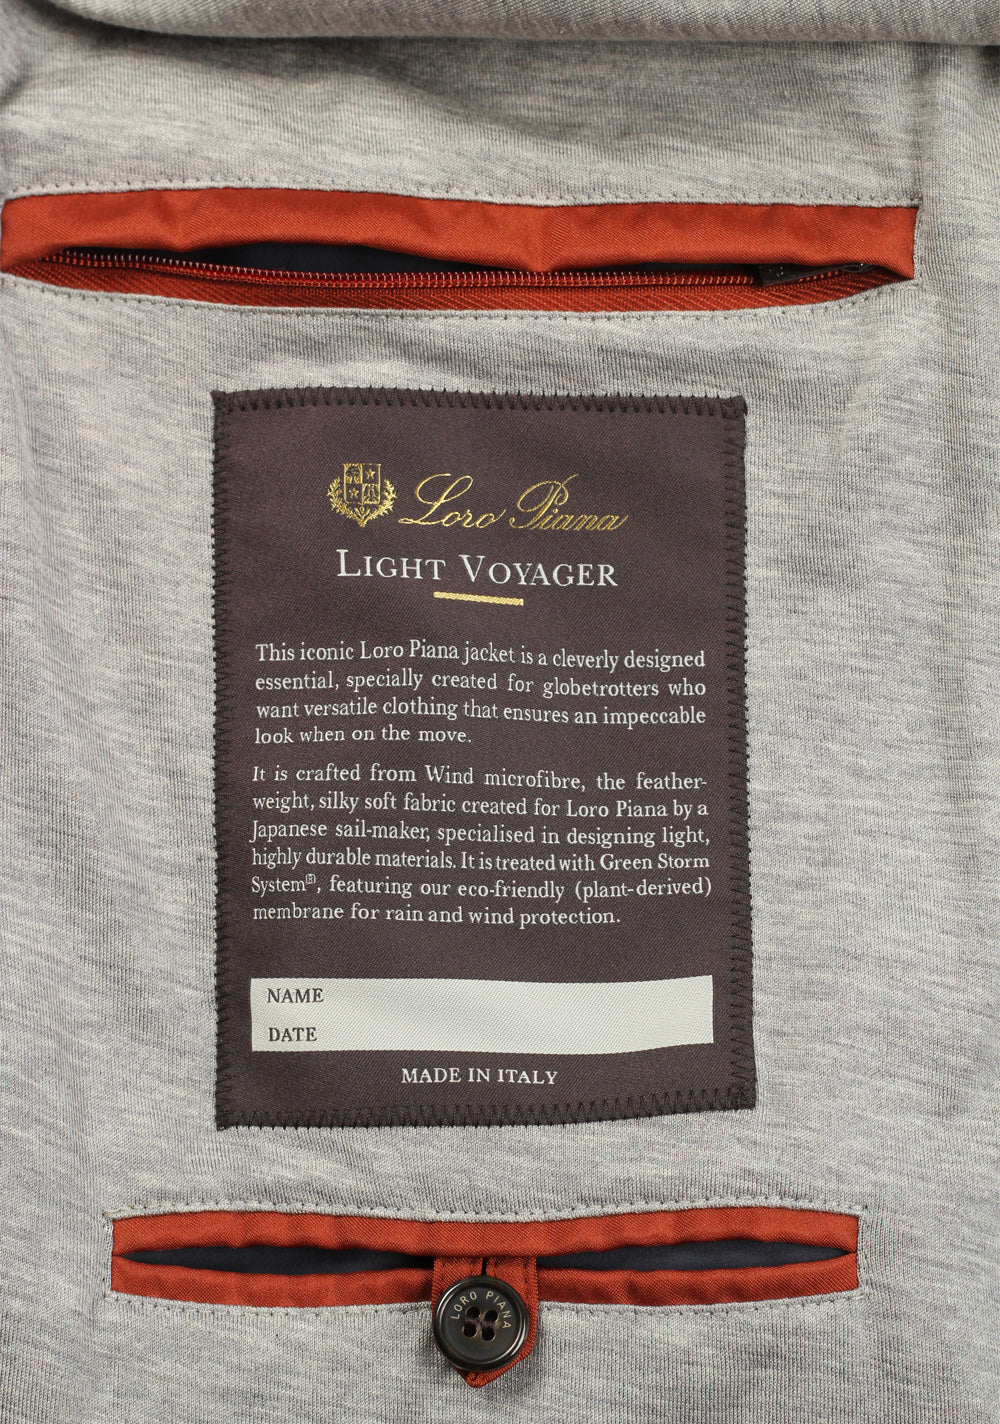 Loro Piana
LIGHT VOYAGER
This iconic Loro Piana jacket is a cleverly designed
essential, specially created for globetrotters who
want versatile clothing that ensures an impeccable
look when on the move.
It is crafted from Wind microfibre, the feather-
weight, silky soft fabric created for Loro Piana by a
Japanese sail-maker, specialised in designing light,
highly durable materials. It is treated with Green Storm
System®, featuring our eco-friendly (plant-derived)
membrane for rain and wind protection.
NAME
DATE
MADE IN ITALY
LORO PIANA